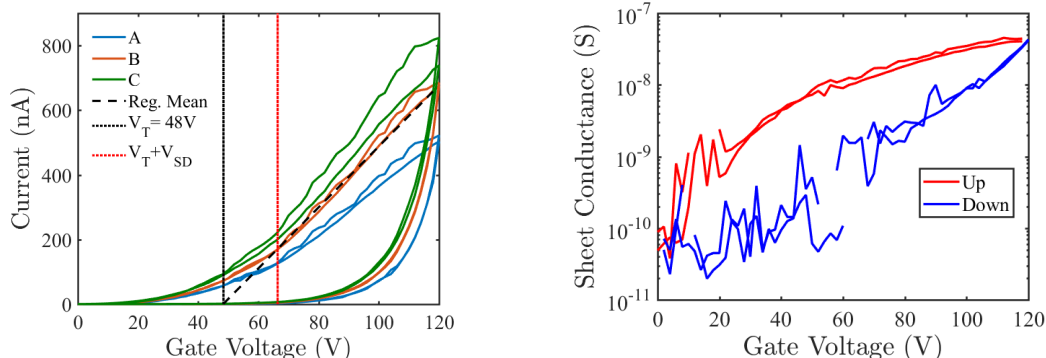 A
B
C
Reg. Mean
V_T = 48V
V_T+V_SD
800
600
400
200
0
0 20 40 60 80 100 120
Current (nA)
Gate Voltage (V)
10^-7
10^-8
10^-9
10^-10
10^-11
0 20 40 60 80 100 120
Sheet Conductance (S)
Gate Voltage (V)
Up
Down